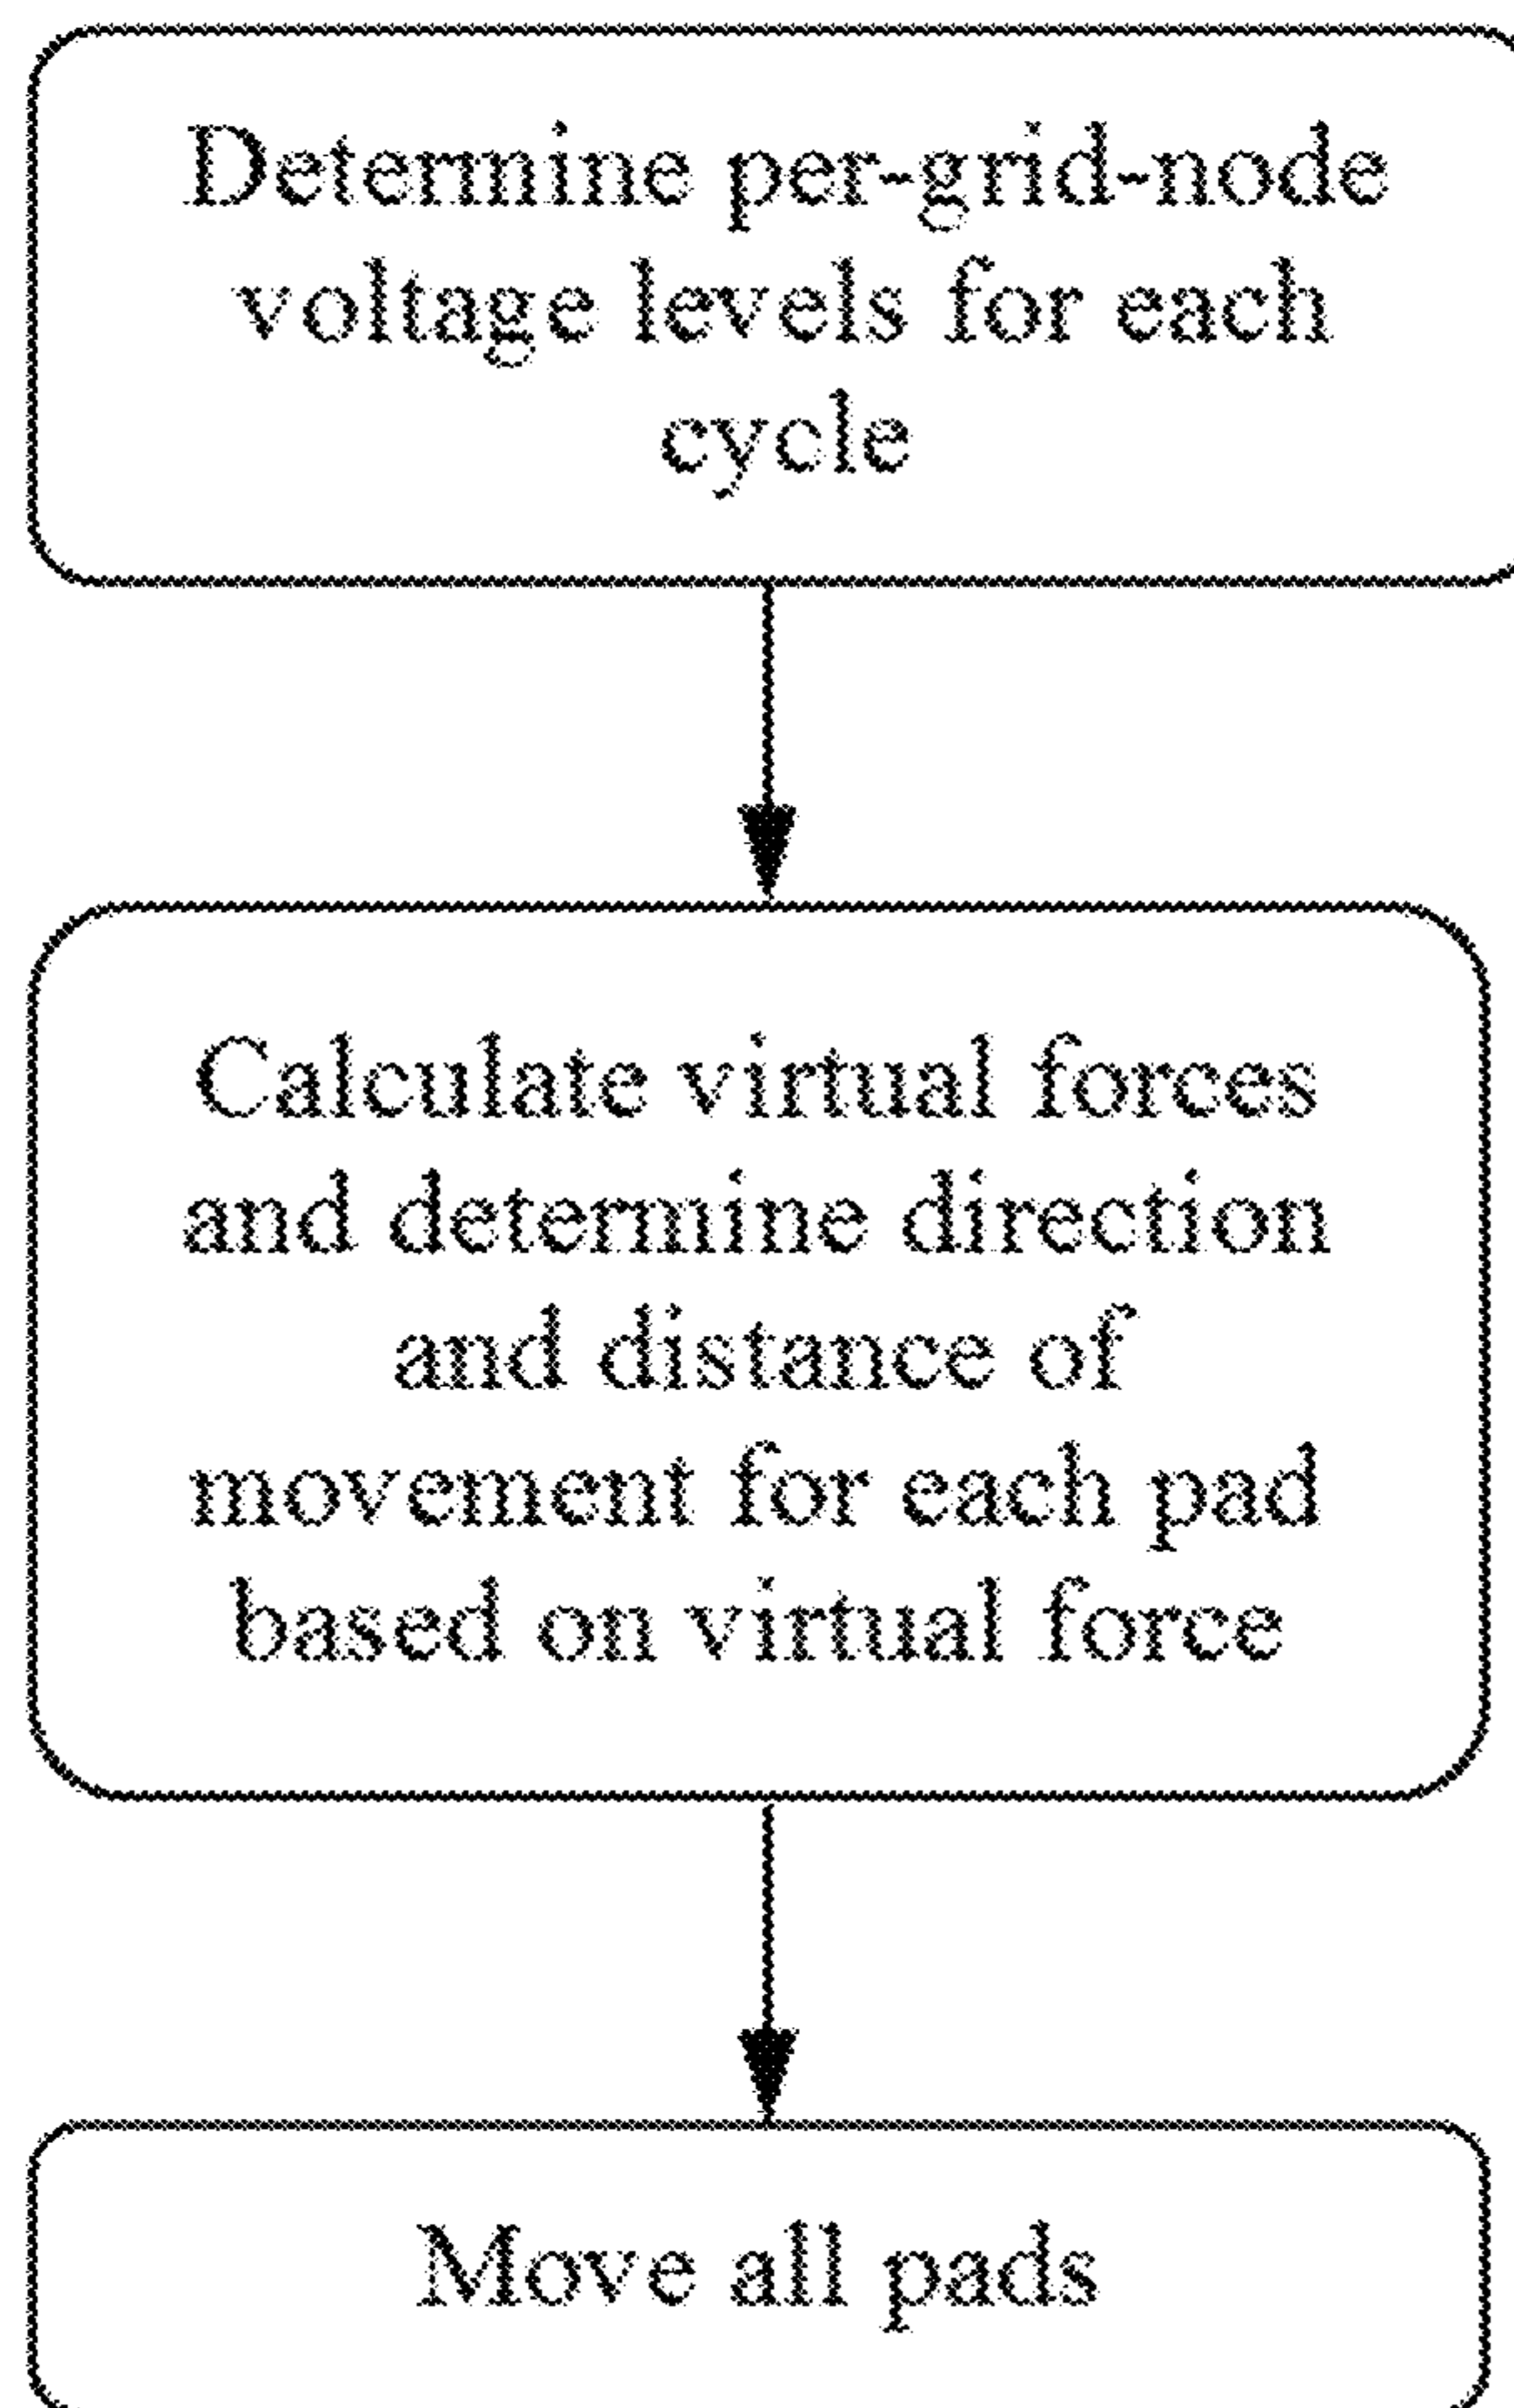 Determine per-grid-node
voltage levels for each
cycle
Calculate virtual forces
and determine direction
and distance of
movement for each pad
based on virtual force
Move all pads